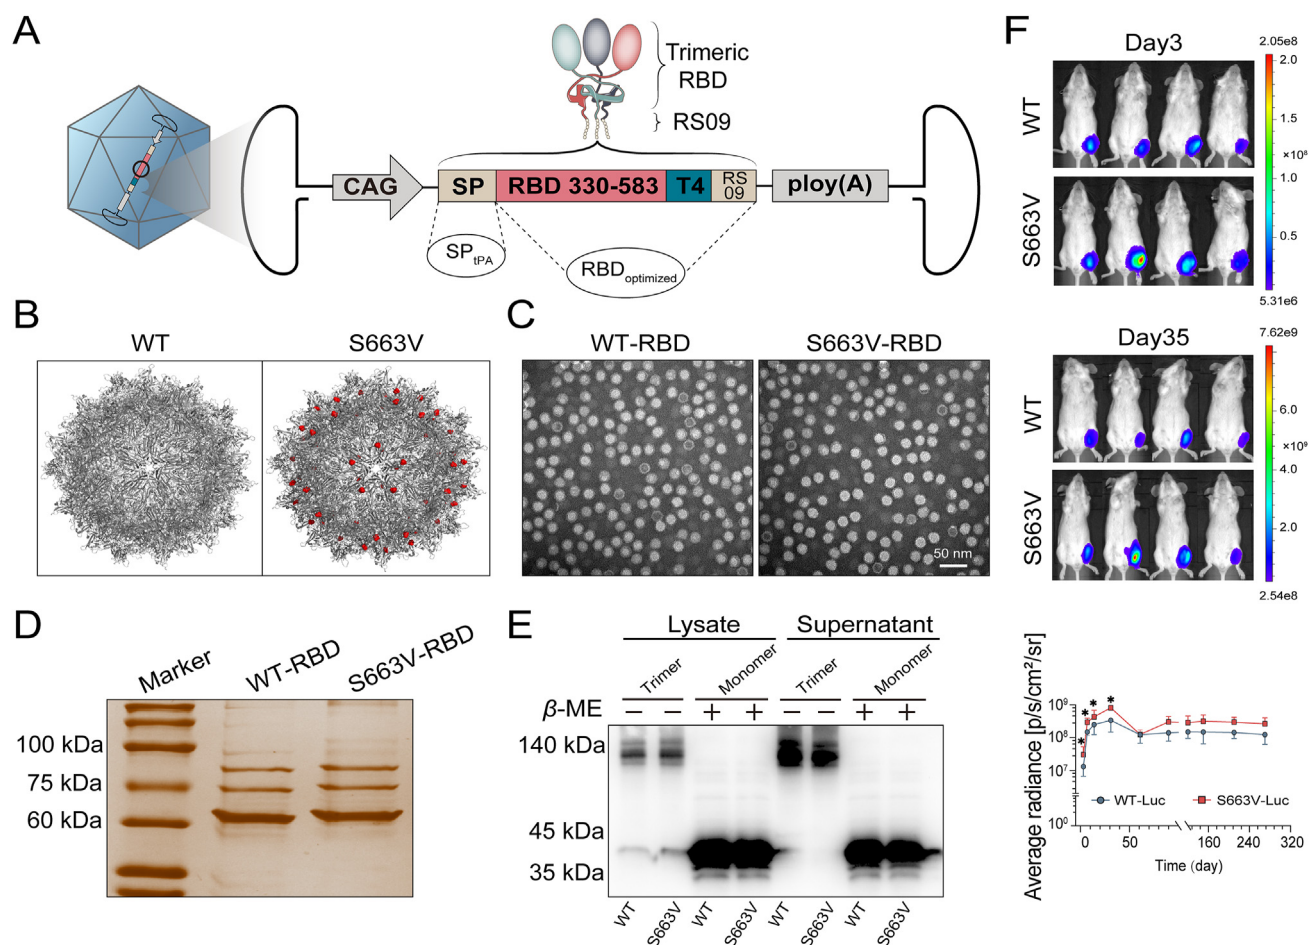 A
Trimeric
RBD
RS09
CAG
SP
RBD 330-583
T4
RS
09
ploy(A)
SPtPA
RBDoptimized
B
WT
S663V
C
WT-RBD
S663V-RBD
50 nm
D
Marker
WT-RBD
S663V-RBD
100 kDa
75 kDa
60 kDa
E
Lysate
Supernatant
Trimer
Monomer
Trimer
Monomer
β-ME
− − + + − − + +
140 kDa
45 kDa
35 kDa
WT
S663V
WT
S663V
WT
S663V
WT
S663V
F
Day3
WT
S663V
2.05e8
2.0
1.5
×10⁸
1.0
0.5
5.31e6
Day35
WT
S663V
7.62e9
6.0
×10⁹
4.0
2.0
2.54e8
Average radiance [p/s/cm²/sr]
10⁹
10⁸
10⁷
10⁰
* * * *
WT-Luc
S663V-Luc
0 50 160 240 320
Time (day)